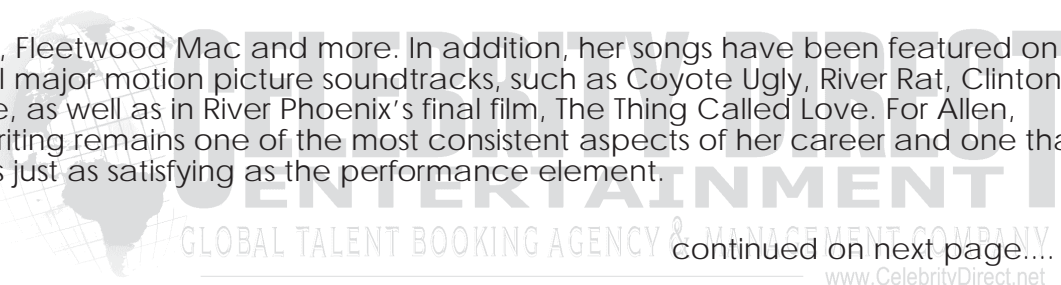 , Fleetwood Mac and more. In addition, her songs have been featured on
l major motion picture soundtracks, such as Coyote Ugly, River Rat, Clinton
e, as well as in River Phoenix’s final film, The Thing Called Love. For Allen,
riting remains one of the most consistent aspects of her career and one tha
s just as satisfying as the performance element.
CELEBRITY DIRECT
ENTERTAINMENT
GLOBAL TALENT BOOKING AGENCY & MANAGEMENT COMPANY
continued on next page....
www.CelebrityDirect.net